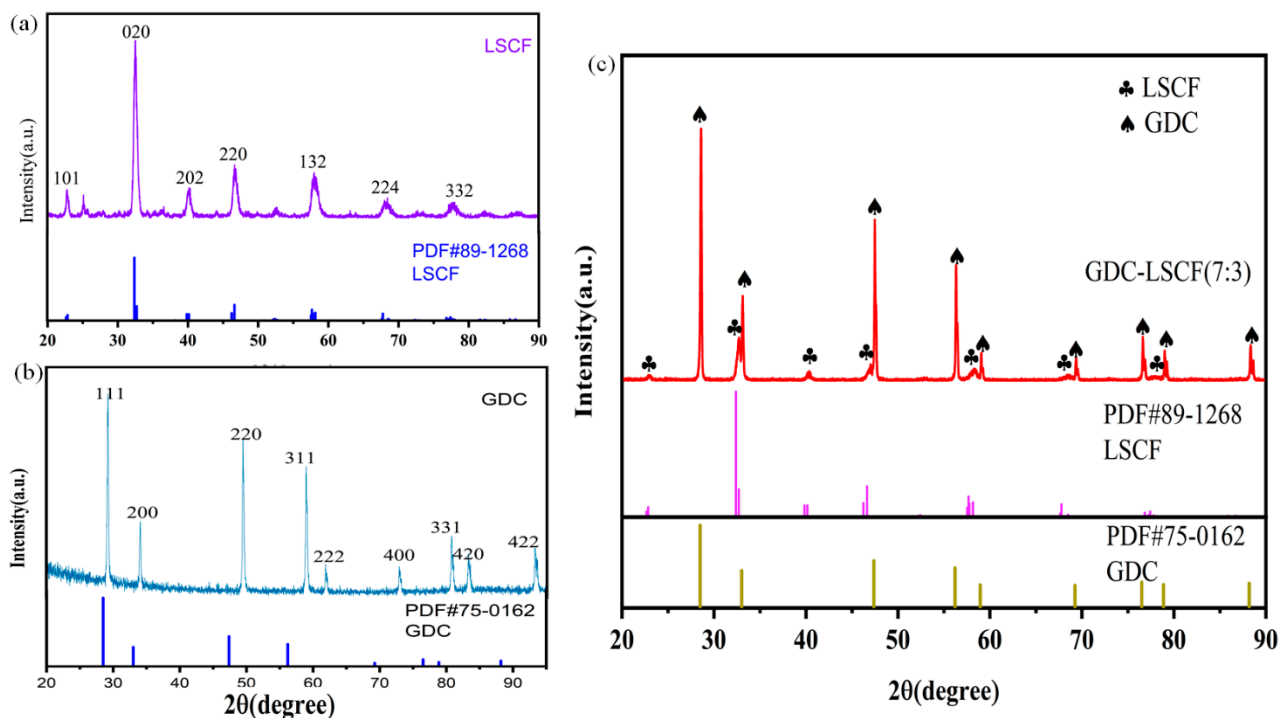 (a)
020
LSCF
101
202
220
132
224
332
Intensity(a.u.)
PDF#89-1268
LSCF
20 30 40 50 60 70 80 90
(b)
111
GDC
220
311
200
222
400
331
420
422
Intensity(a.u.)
PDF#75-0162
GDC
20 30 40 50 60 70 80 90
2θ(degree)
(c)
♣ LSCF
♠ GDC
GDC-LSCF(7:3)
Intensity(a.u.)
PDF#89-1268
LSCF
PDF#75-0162
GDC
20 30 40 50 60 70 80 90
2θ(degree)